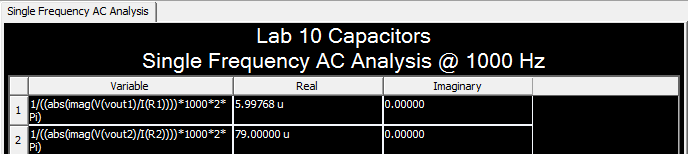 Single Frequency AC Analysis
Lab 10 Capacitors
Single Frequency AC Analysis @ 1000 Hz
Variable Real Imaginary
1 1/((abs(imag(V(vout1)/I(R1))))*1000*2* 5.99768 u 0.00000
Pi)
2 1/((abs(imag(V(vout2)/I(R2))))*1000*2* 79.00000 u 0.00000
Pi)